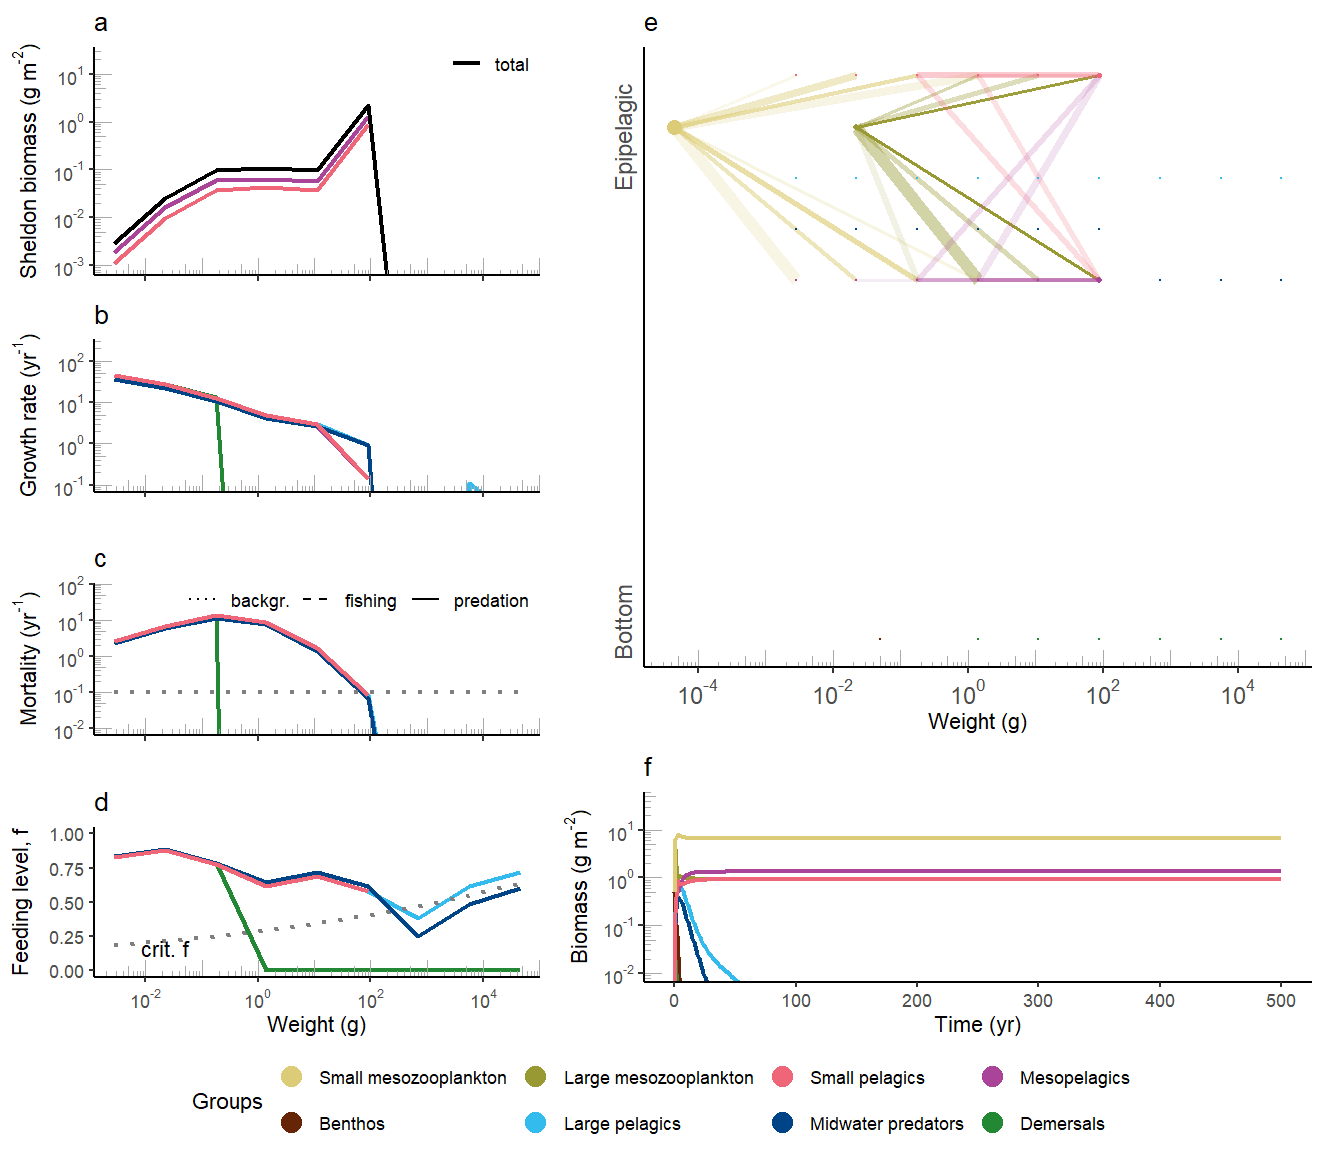 a
Sheldon biomass (g m⁻²)
10¹
10⁰
10⁻¹
10⁻²
10⁻³
total
b
Growth rate (yr⁻¹)
10²
10¹
10⁰
10⁻¹
c
Mortality (yr⁻¹)
10²
10¹
10⁰
10⁻¹
10⁻²
backgr. fishing predation
d
Feeding level, f
1.00
0.75
0.50
0.25
0.00
crit. f
10⁻² 10⁰ 10² 10⁴
Weight (g)
e
Epipelagic
Bottom
10⁻⁴ 10⁻² 10⁰ 10² 10⁴
Weight (g)
f
Biomass (g m⁻²)
10¹
10⁰
10⁻¹
10⁻²
0 100 200 300 400 500
Time (yr)
Groups
Small mesozooplankton Large mesozooplankton Small pelagics Mesopelagics
Benthos Large pelagics Midwater predators Demersals